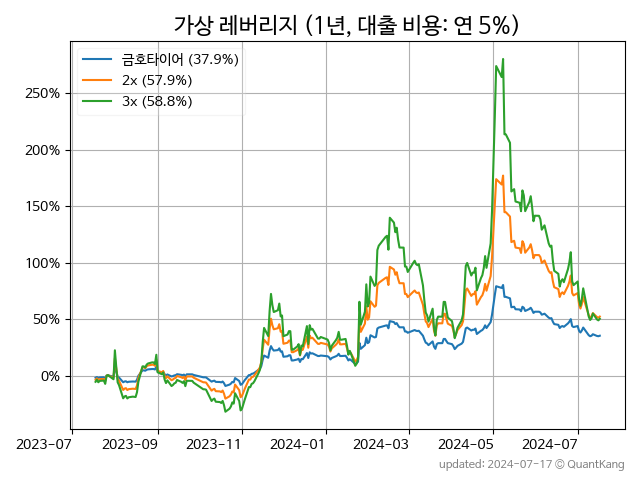 가상 레버리지 (1년, 대출 비용: 연 5%)
금호타이어 (37.9%)
2x (57.9%)
3x (58.8%)
250%
200%
150%
100%
50%
0%
2023-07 2023-09 2023-11 2024-01 2024-03 2024-05 2024-07
updated: 2024-07-17 © QuantKang